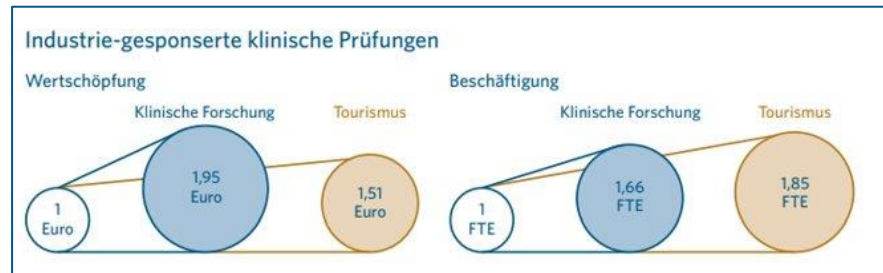 Industrie-gesponserte klinische Prüfungen
Wertschöpfung
Klinische Forschung
Tourismus
1
Euro
1,95
Euro
1,51
Euro
Beschäftigung
Klinische Forschung
Tourismus
1
FTE
1,66
FTE
1,85
FTE